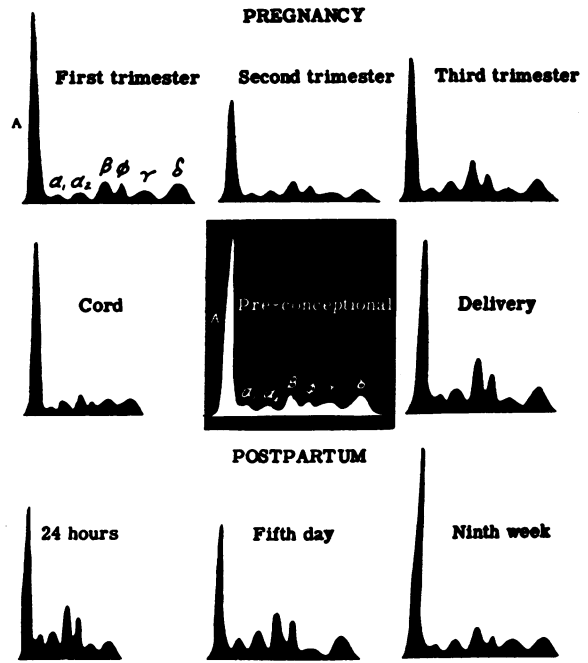 PREGNANCY
First trimester
Second trimester
Third trimester
A
α₁ α₂ β ϕ γ δ
Cord
Pre-conceptional
Delivery
A
α β δ
POSTPARTUM
24 hours
Fifth day
Ninth week